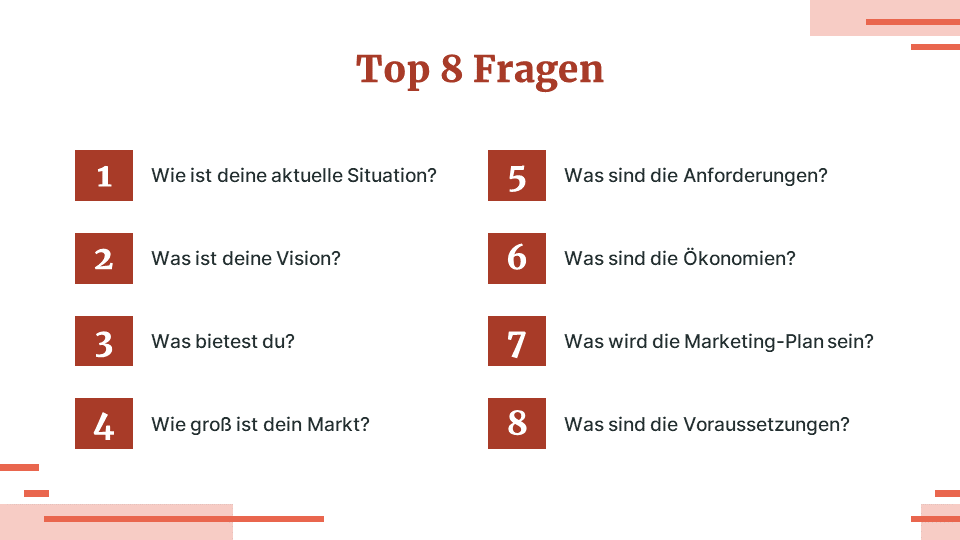 Top 8 Fragen
1 Wie ist deine aktuelle Situation?
2 Was ist deine Vision?
3 Was bietest du?
4 Wie groß ist dein Markt?
5 Was sind die Anforderungen?
6 Was sind die Ökonomien?
7 Was wird die Marketing-Plan sein?
8 Was sind die Voraussetzungen?